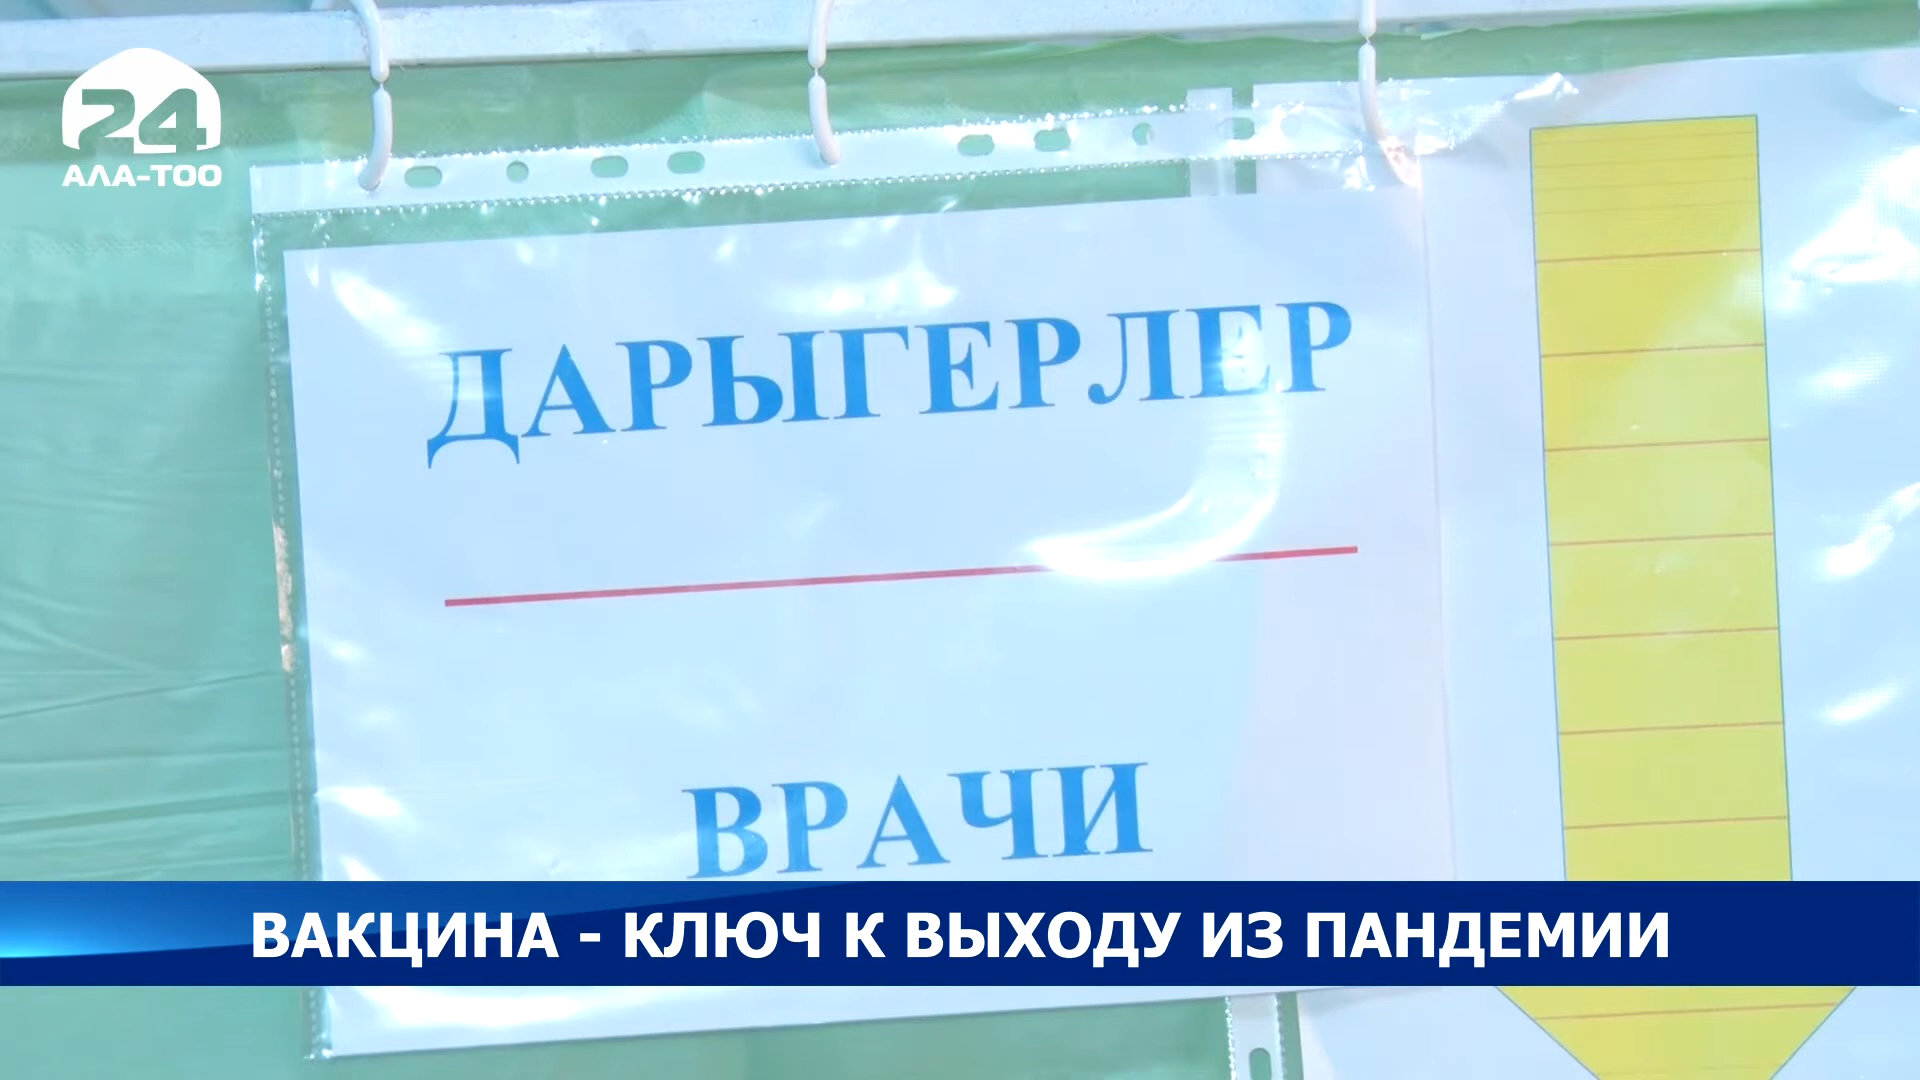 24
АЛА-ТОО
ДАРЫГЕРЛЕР
ВРАЧИ
ВАКЦИНА - КЛЮЧ К ВЫХОДУ ИЗ ПАНДЕМИИ